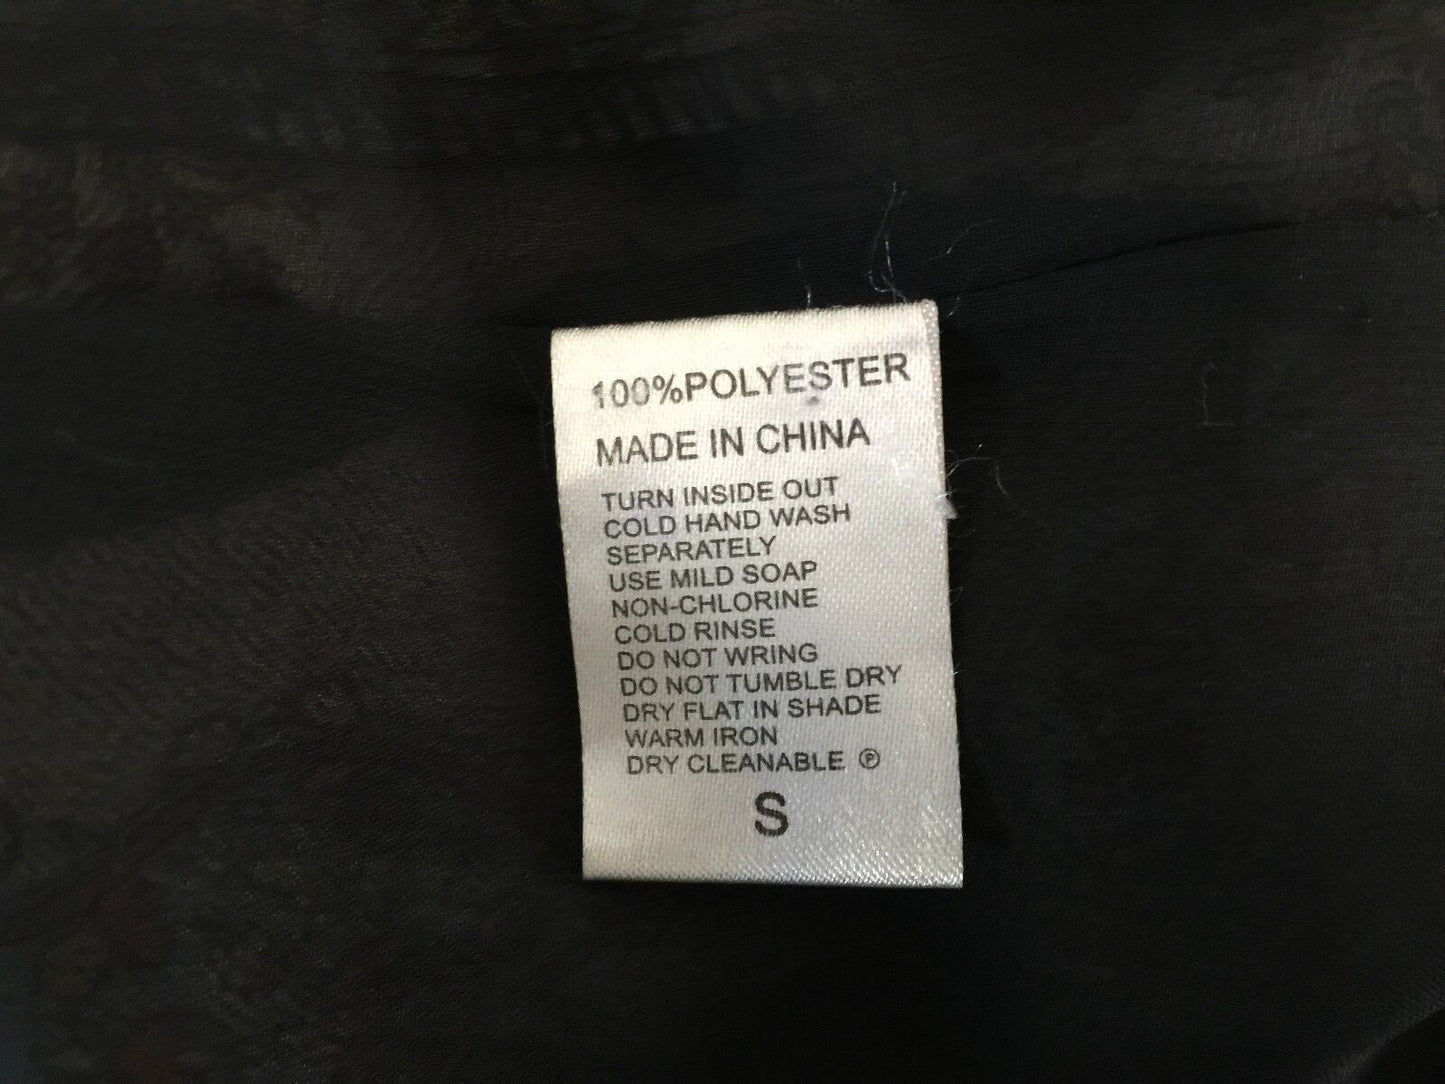 100%POLYESTER
MADE IN CHINA
TURN INSIDE OUT
COLD HAND WASH
SEPARATELY
USE MILD SOAP
NON-CHLORINE
COLD RINSE
DO NOT WRING
DO NOT TUMBLE DRY
DRY FLAT IN SHADE
WARM IRON
DRY CLEANABLE Ⓟ
S